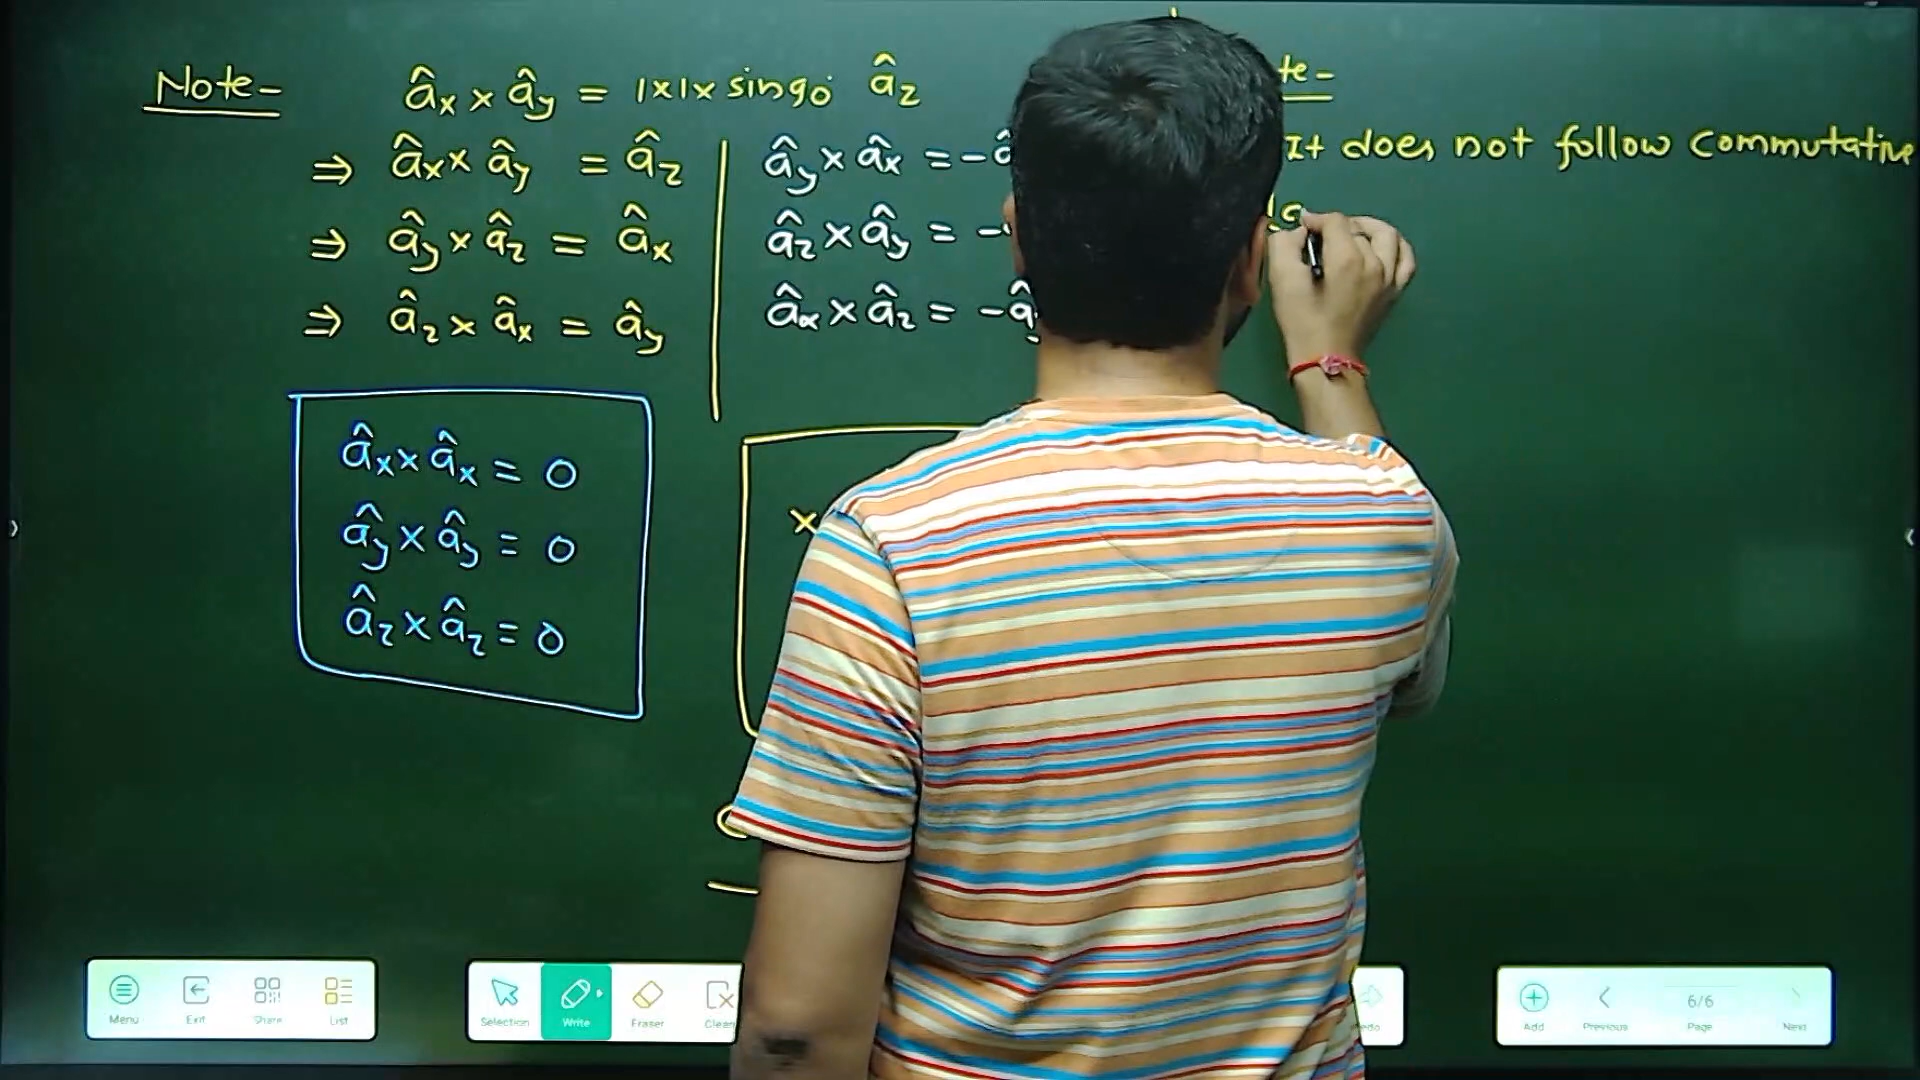 Note-
âx × ây = 1×1× sin90 âz
⇒ âx × ây = âz
⇒ ây × âz = âx
⇒ âz × âx = ây
ây × âx = -
âz × ây = -
âx × âz = -
âx × âx = 0
ây × ây = 0
âz × âz = 0
×
te-
It does not follow commutative
Menu Exit Share List
Selection Write Eraser Clean
Add Previous 6/6 Page Next